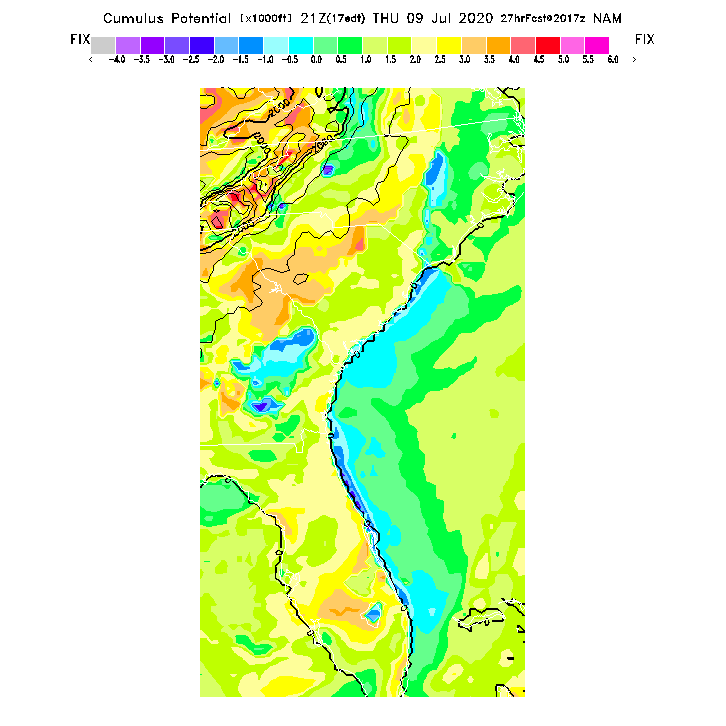 Cumulus Potential [x1000ft] 21Z(17edt) THU 09 Jul 2020 27hrFcst@2017z NAM
FIX FIX
< -4.0 -3.5 -3.0 -2.5 -2.0 -1.5 -1.0 -0.5 0.0 0.5 1.0 1.5 2.0 2.5 3.0 3.5 4.0 4.5 5.0 5.5 6.0 >
2000
2000